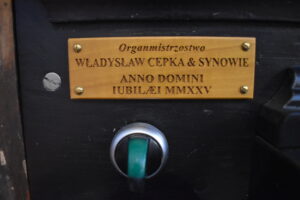 Organmistrzostwo
WŁADYSŁAW CEPKA & SYNOWIE
ANNO DOMINI
IUBILÆI MMXXV